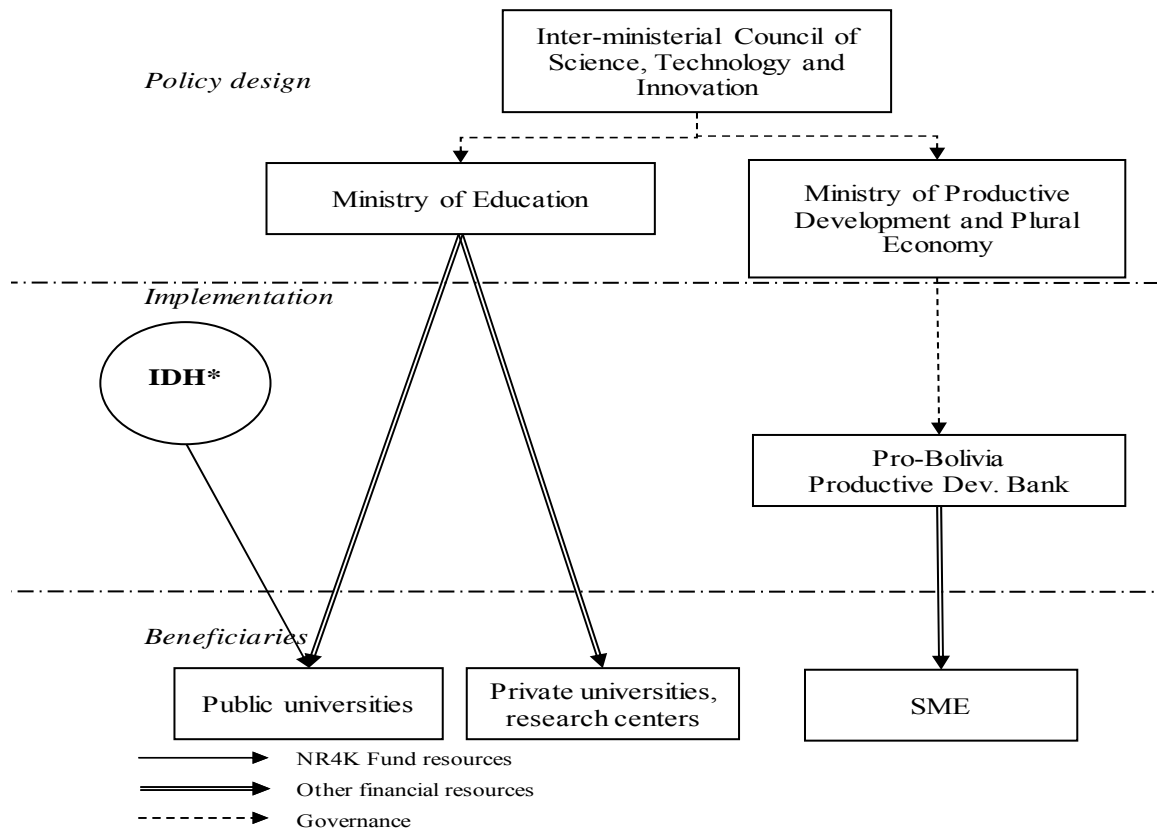 Inter-ministerial Council of
Science, Technology and
Innovation
Policy design
Ministry of Education
Ministry of Productive
Development and Plural
Economy
Implementation
IDH*
Pro-Bolivia
Productive Dev. Bank
Beneficiaries
Public universities
Private universities,
research centers
SME
NR4K Fund resources
Other financial resources
Governance